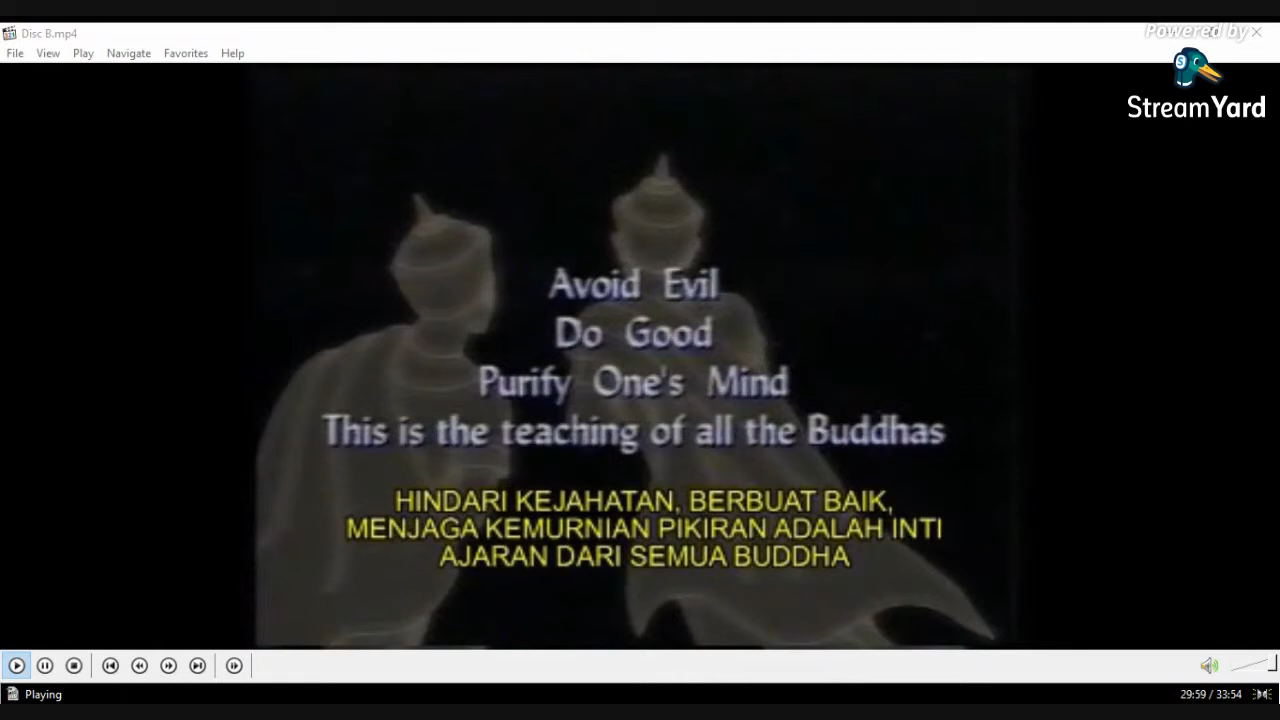 Disc B.mp4
Powered by
File View Play Navigate Favorites Help
StreamYard
Avoid Evil
Do Good
Purify One's Mind
This is the teaching of all the Buddhas
HINDARI KEJAHATAN, BERBUAT BAIK,
MENJAGA KEMURNIAN PIKIRAN ADALAH INTI
AJARAN DARI SEMUA BUDDHA
Playing
29:59 / 33:54